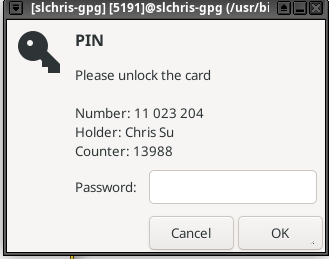 [slchris-gpg] [5191]@slchris-gpg (/usr/bi
PIN
Please unlock the card
Number: 11 023 204
Holder: Chris Su
Counter: 13988
Password:
Cancel
OK